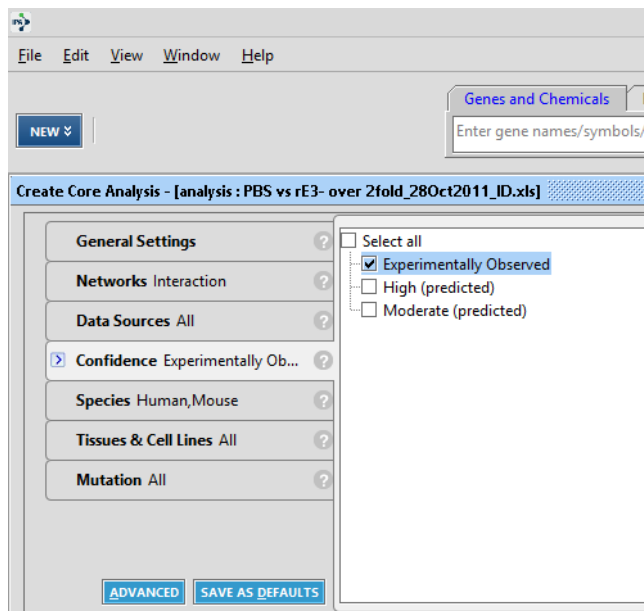 IPA
File Edit View Window Help
Genes and Chemicals
NEW
Enter gene names/symbols/
Create Core Analysis - [analysis : PBS vs rE3- over 2fold_28Oct2011_ID.xls]
General Settings ?
Networks Interaction ?
Data Sources All ?
Confidence Experimentally Ob... ?
Species Human,Mouse ?
Tissues & Cell Lines All ?
Mutation All ?
Select all
Experimentally Observed
High (predicted)
Moderate (predicted)
ADVANCED SAVE AS DEFAULTS